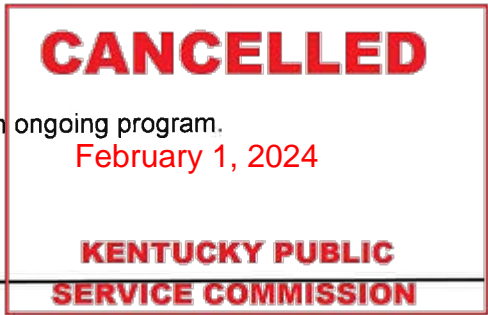 CANCELLED
ongoing program.
February 1, 2024
KENTUCKY PUBLIC
SERVICE COMMISSION